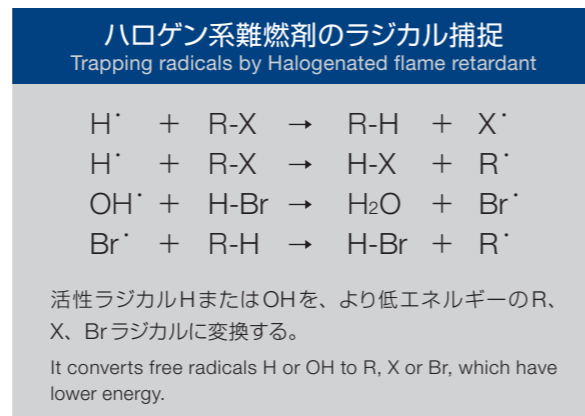 ハロゲン系難燃剤のラジカル捕捉
Trapping radicals by Halogenated flame retardant
H˙ + R-X → R-H + X˙
H˙ + R-X → H-X + R˙
OH˙ + H-Br → H₂O + Br˙
Br˙ + R-H → H-Br + R˙
活性ラジカルHまたはOHを、より低エネルギーのR、
X、Brラジカルに変換する。
It converts free radicals H or OH to R, X or Br, which have
lower energy.